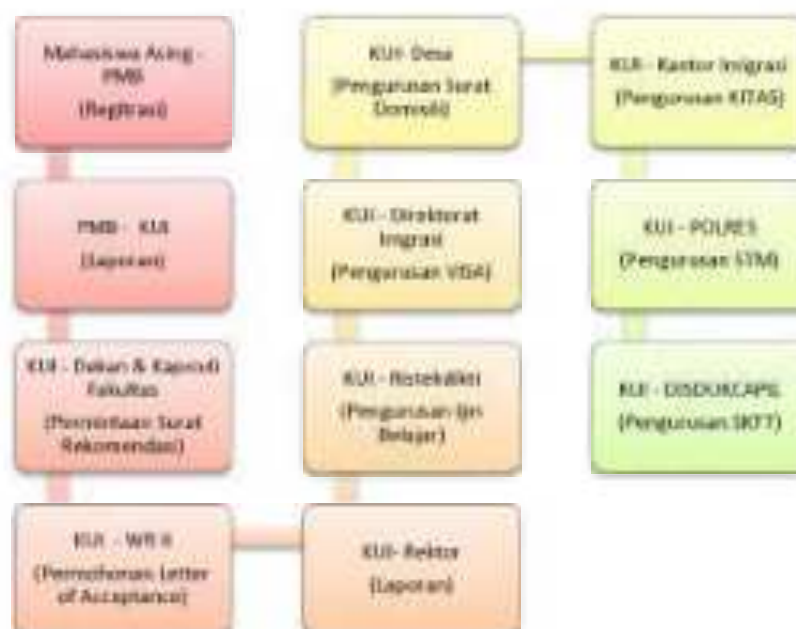 Mahasiswa Asing -
PMB
(Regitrasi)
PMB - KUI
(Laporan)
KUI - Dekan & Kaprodi
Fakultas
(Permintaan Surat
Rekomendasi)
KUI - WR II
(Permohonan Letter
of Acceptance)
KUI- Rektor
(Laporan)
KUI - Ristekdikti
(Pengurusan Ijin
Belajar)
KUI - Direktorat
Imigrasi
(Pengurusan VISA)
KUI- Desa
(Pengurusan Surat
Domisili)
KUI - Kantor Imigrasi
(Pengurusan KITAS)
KUI - POLRES
(Pengurusan STM)
KUI - DISDUKCAPIL
(Pengurusan SKTT)